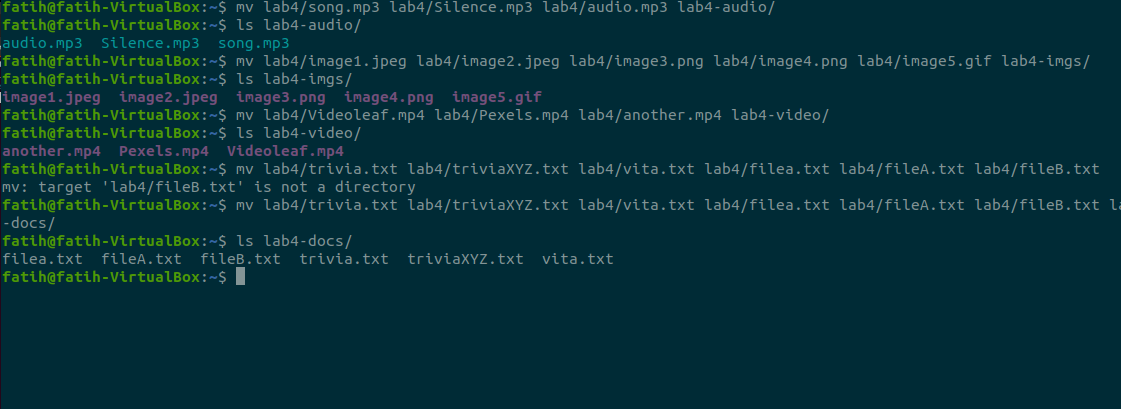 fatih@fatih-VirtualBox:~$ mv lab4/song.mp3 lab4/Silence.mp3 lab4/audio.mp3 lab4-audio/
fatih@fatih-VirtualBox:~$ ls lab4-audio/
audio.mp3  Silence.mp3  song.mp3
fatih@fatih-VirtualBox:~$ mv lab4/image1.jpeg lab4/image2.jpeg lab4/image3.png lab4/image4.png lab4/image5.gif lab4-imgs/
fatih@fatih-VirtualBox:~$ ls lab4-imgs/
image1.jpeg  image2.jpeg  image3.png  image4.png  image5.gif
fatih@fatih-VirtualBox:~$ mv lab4/Videoleaf.mp4 lab4/Pexels.mp4 lab4/another.mp4 lab4-video/
fatih@fatih-VirtualBox:~$ ls lab4-video/
another.mp4  Pexels.mp4  Videoleaf.mp4
fatih@fatih-VirtualBox:~$ mv lab4/trivia.txt lab4/triviaXYZ.txt lab4/vita.txt lab4/filea.txt lab4/fileA.txt lab4/fileB.txt
mv: target 'lab4/fileB.txt' is not a directory
fatih@fatih-VirtualBox:~$ mv lab4/trivia.txt lab4/triviaXYZ.txt lab4/vita.txt lab4/filea.txt lab4/fileA.txt lab4/fileB.txt la
-docs/
fatih@fatih-VirtualBox:~$ ls lab4-docs/
filea.txt  fileA.txt  fileB.txt  trivia.txt  triviaXYZ.txt  vita.txt
fatih@fatih-VirtualBox:~$